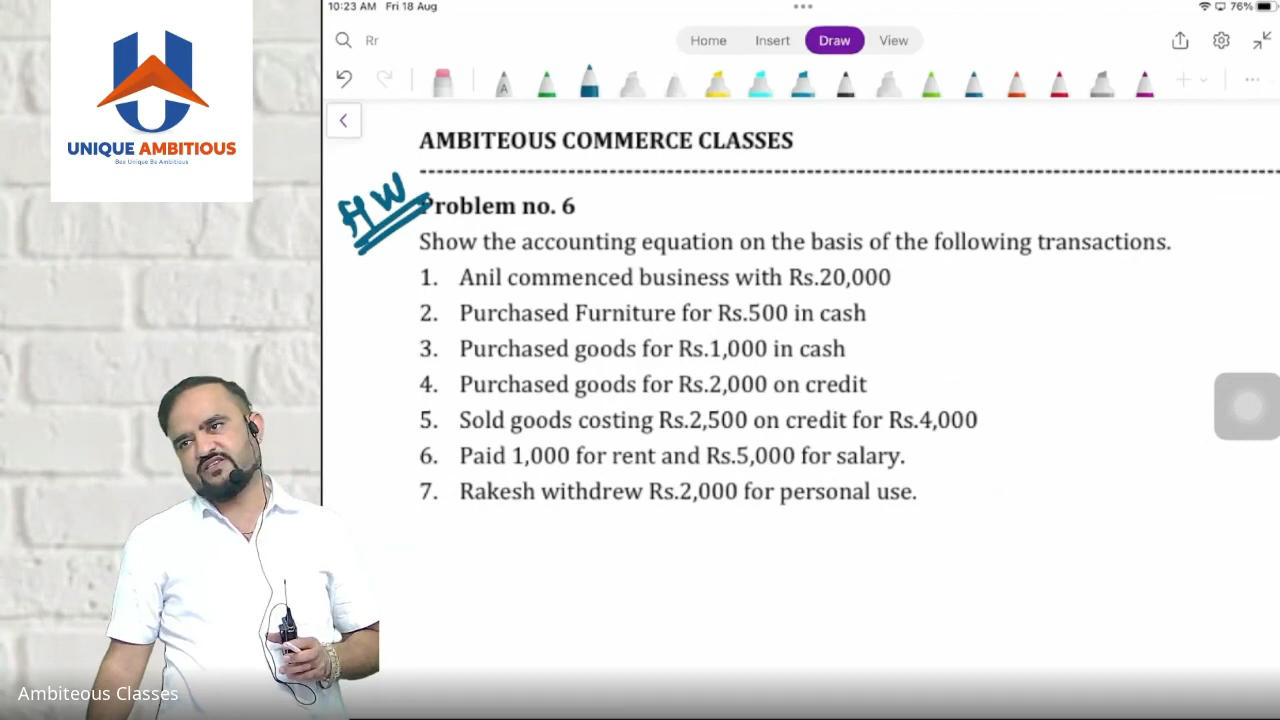 10:23 AM Fri 18 Aug
76%
Rr
Home Insert Draw View
A
UNIQUE AMBITIOUS
Bea Unique Be Ambitious
AMBITEOUS COMMERCE CLASSES
HW
Problem no. 6
Show the accounting equation on the basis of the following transactions.
1. Anil commenced business with Rs.20,000
2. Purchased Furniture for Rs.500 in cash
3. Purchased goods for Rs.1,000 in cash
4. Purchased goods for Rs.2,000 on credit
5. Sold goods costing Rs.2,500 on credit for Rs.4,000
6. Paid 1,000 for rent and Rs.5,000 for salary.
7. Rakesh withdrew Rs.2,000 for personal use.
Ambiteous Classes